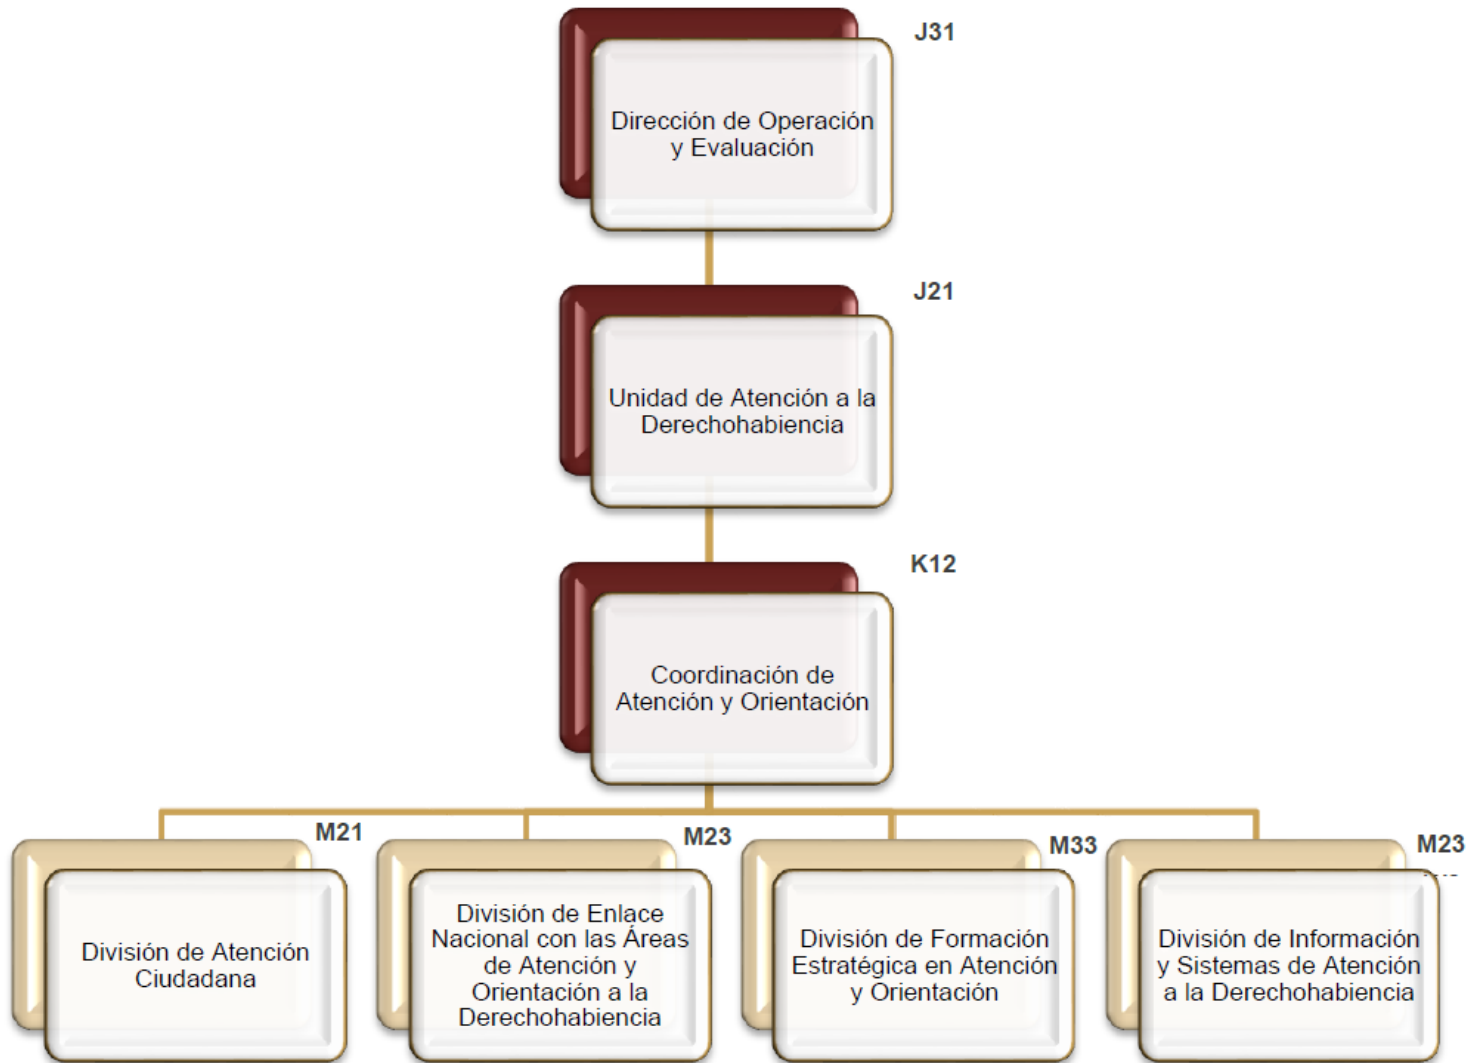 J31
Dirección de Operación
y Evaluación
J21
Unidad de Atención a la
Derechohabiencia
K12
Coordinación de
Atención y Orientación
M21
División de Atención
Ciudadana
M23
División de Enlace
Nacional con las Áreas
de Atención y
Orientación a la
Derechohabiencia
M33
División de Formación
Estratégica en Atención
y Orientación
M23
División de Información
y Sistemas de Atención
a la Derechohabiencia